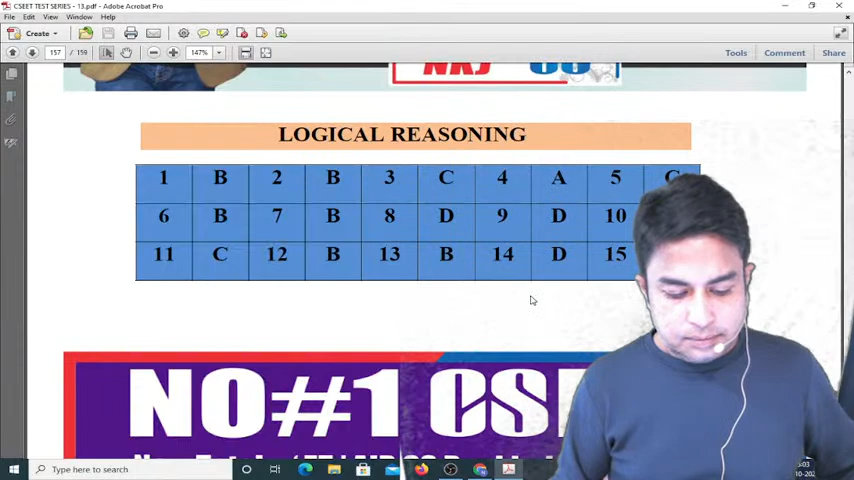 CSEET TEST SERIES - 13.pdf - Adobe Acrobat Pro
File Edit View Window Help
Create
157 / 159 147% Tools Comment Share
LOGICAL REASONING
1 B 2 B 3 C 4 A 5
6 B 7 B 8 D 9 D 10
11 C 12 B 13 B 14 D 15
NO#1 CSE
Type here to search